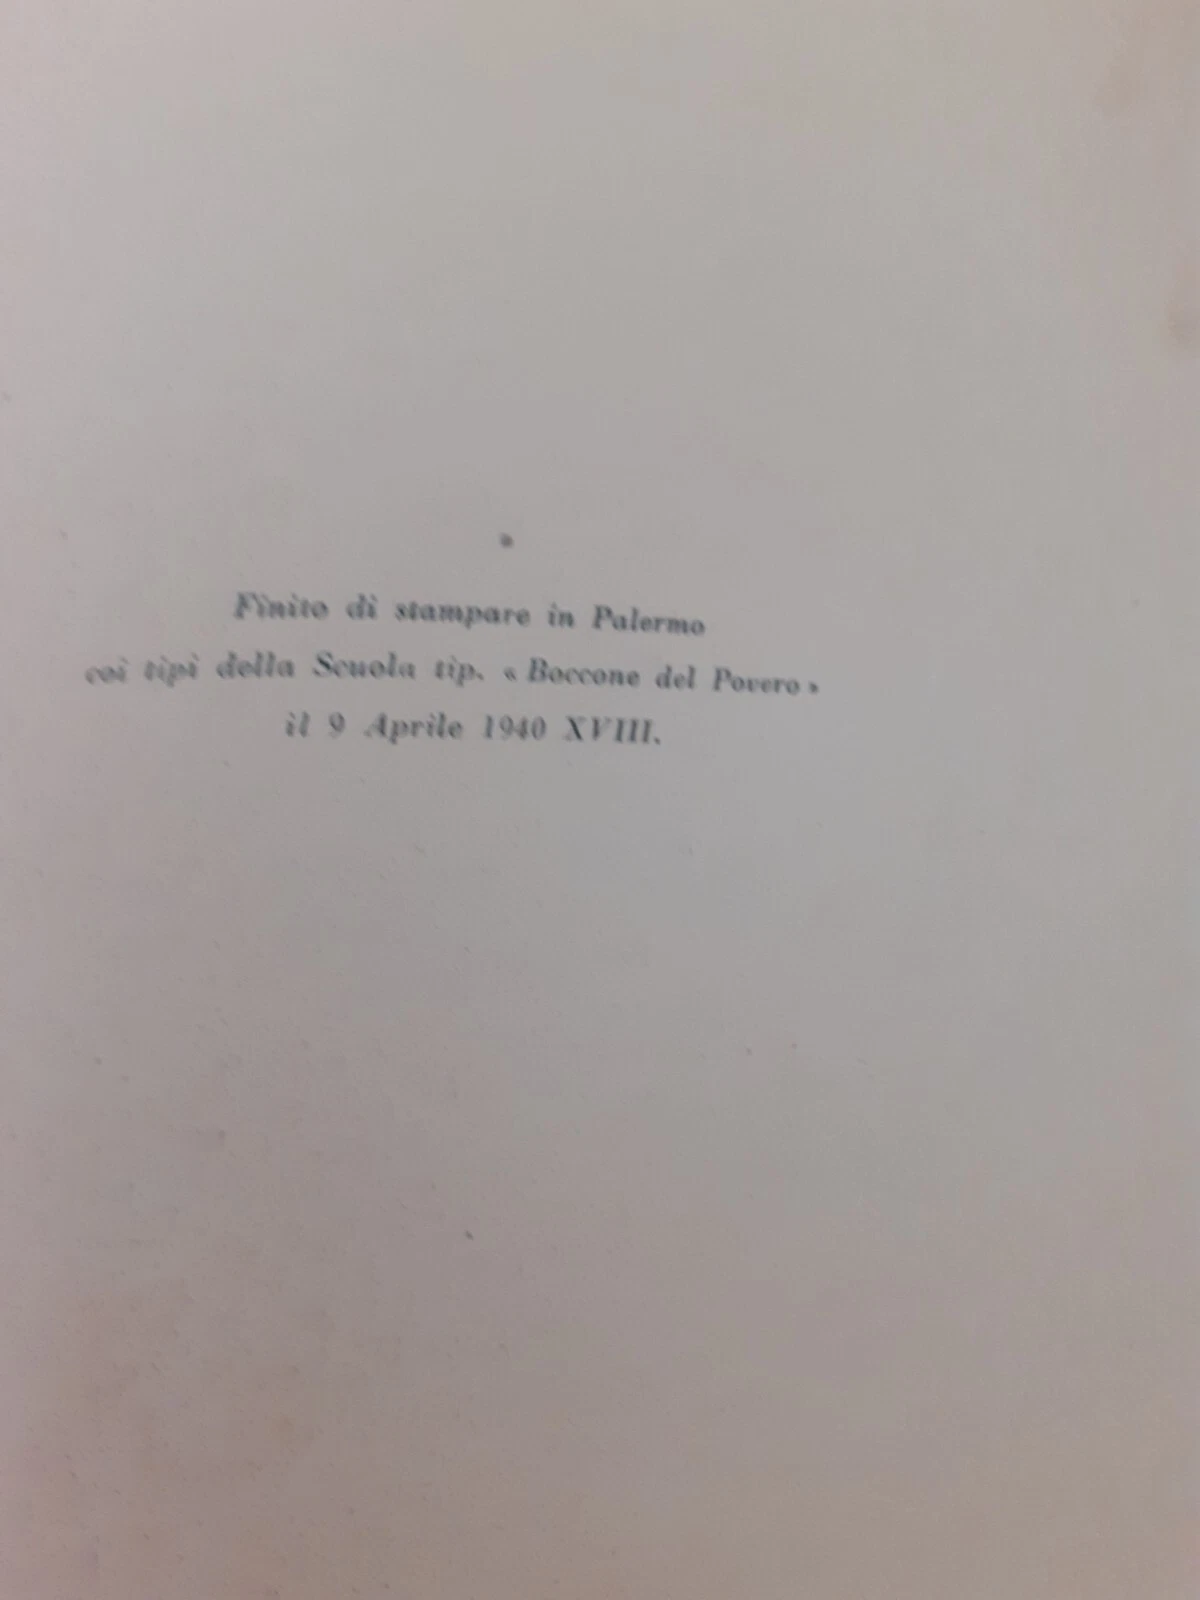 Finito di stampare in Palermo
coi tipi della Scuola tip. « Boccone del Povero »
il 9 Aprile 1940 XVIII.